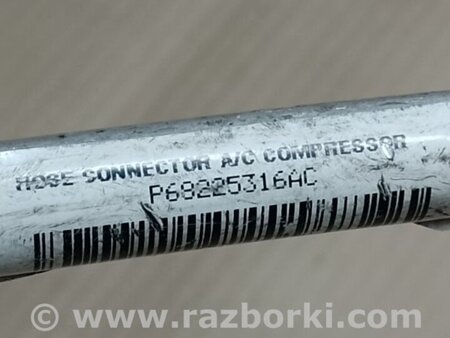 HOSE CONNECTOR A/C COMPRESSOR
P68225316AC
© www.razborki.com